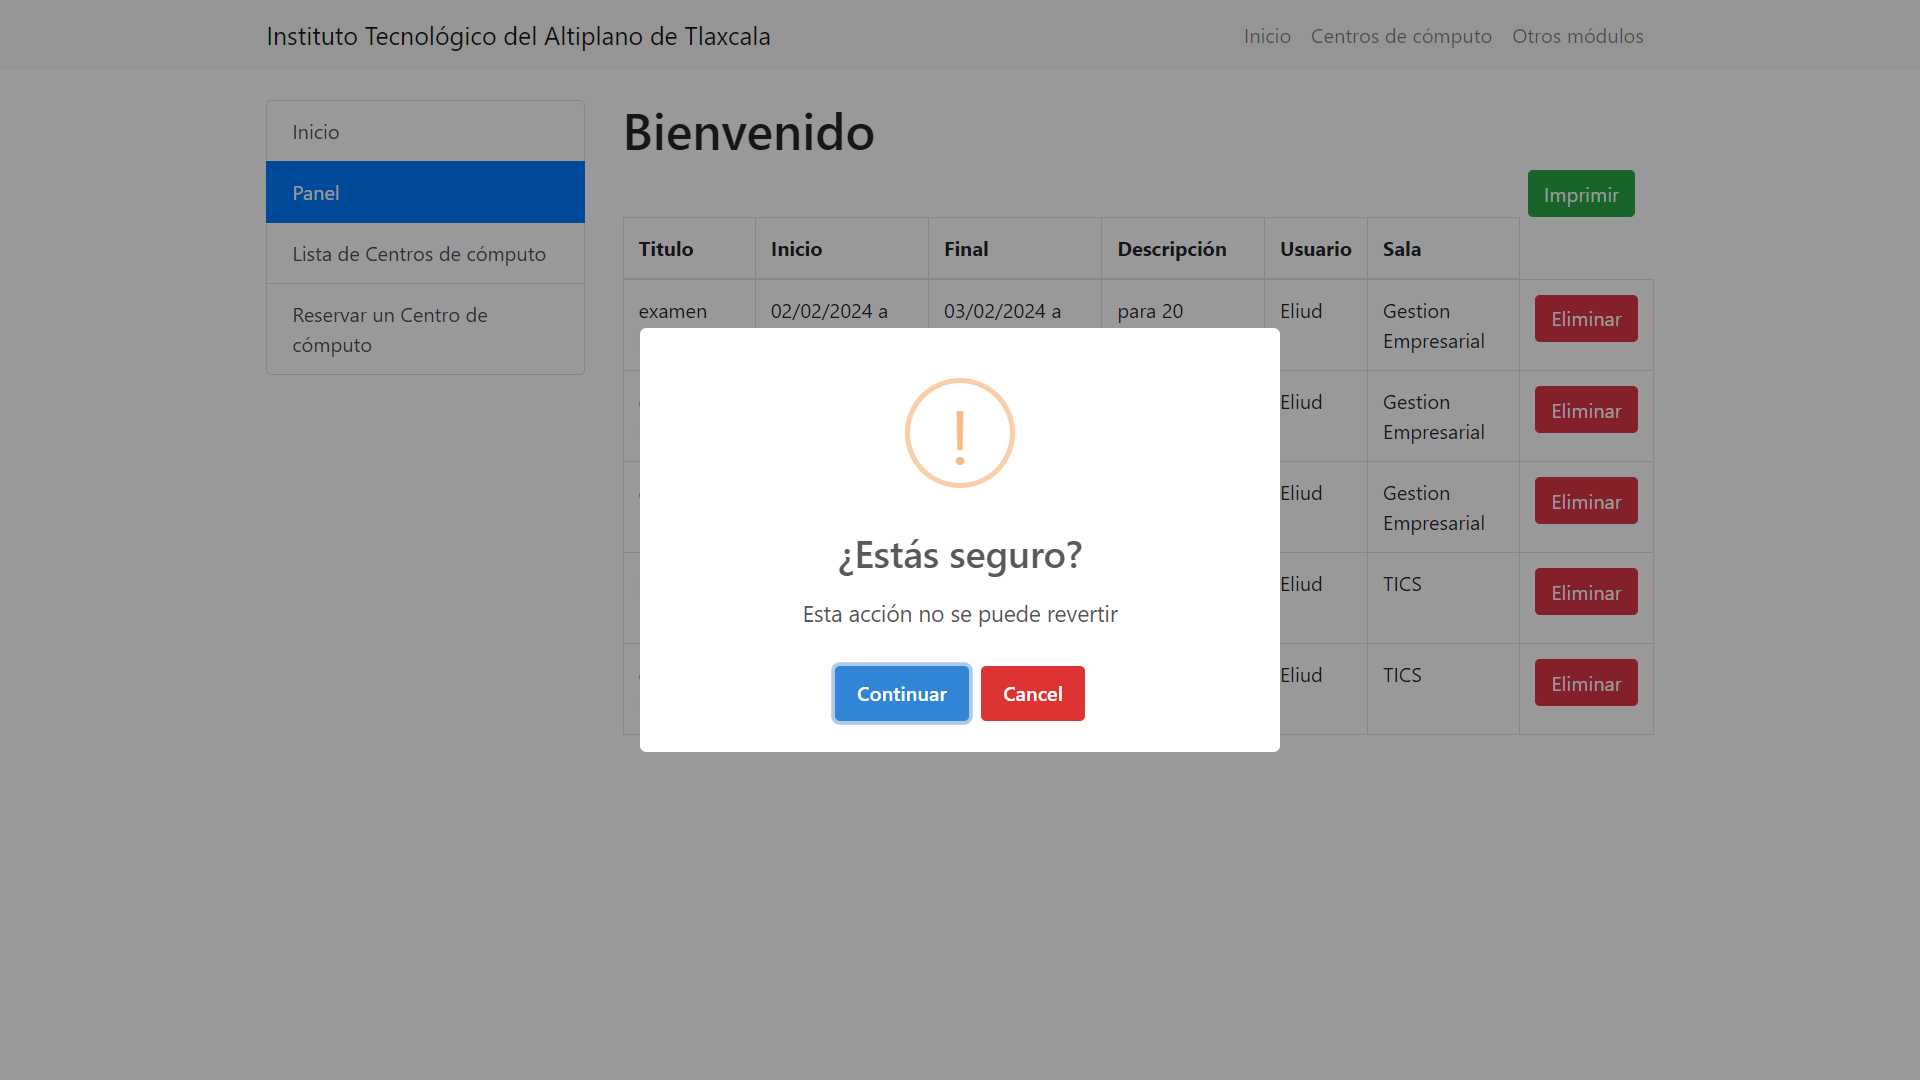 Instituto Tecnológico del Altiplano de Tlaxcala
Inicio Centros de cómputo Otros módulos
Inicio
Panel
Lista de Centros de cómputo
Reservar un Centro de
cómputo
Bienvenido
Imprimir
Titulo Inicio Final Descripción Usuario Sala
examen 02/02/2024 a 03/02/2024 a para 20 Eliud Gestion Eliminar
Empresarial
Eliud Gestion Eliminar
Empresarial
Eliud Gestion Eliminar
Empresarial
Eliud TICS Eliminar
Eliud TICS Eliminar
!
¿Estás seguro?
Esta acción no se puede revertir
Continuar Cancel